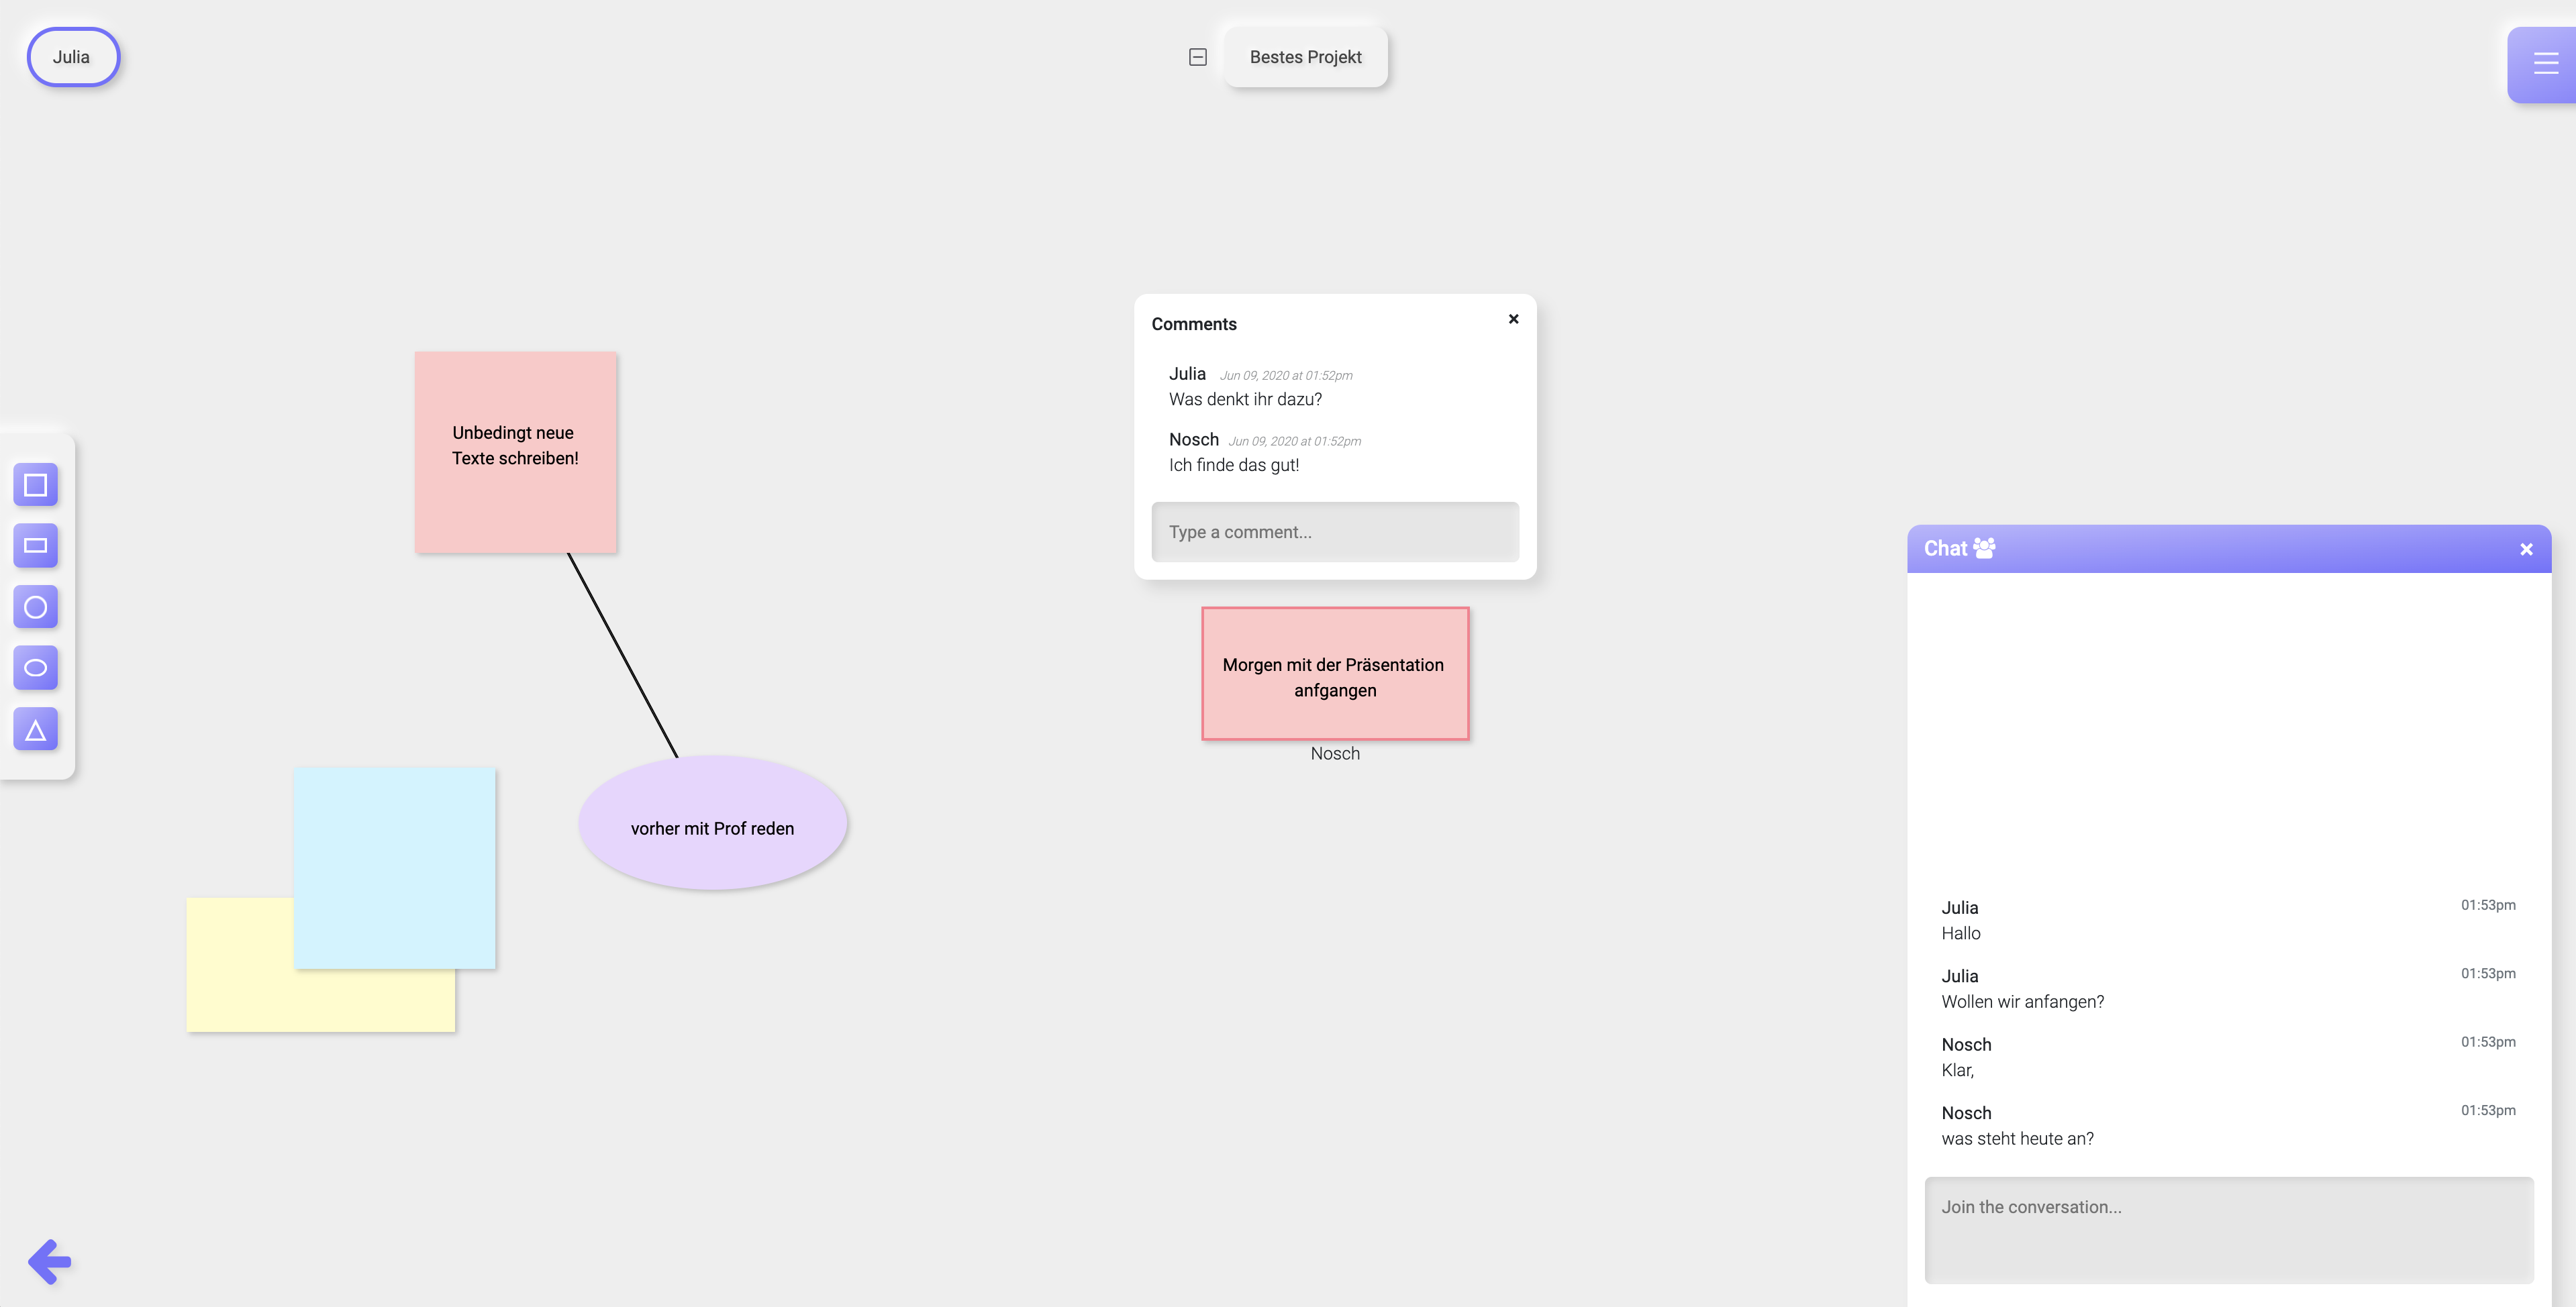 Julia
Bestes Projekt
Comments
Julia Jun 09, 2020 at 01:52pm
Was denkt ihr dazu?
Nosch Jun 09, 2020 at 01:52pm
Ich finde das gut!
Type a comment...
Unbedingt neue
Texte schreiben!
Morgen mit der Präsentation
anfgangen
Nosch
vorher mit Prof reden
Chat
Julia 01:53pm
Hallo
Julia 01:53pm
Wollen wir anfangen?
Nosch 01:53pm
Klar,
Nosch 01:53pm
was steht heute an?
Join the conversation...